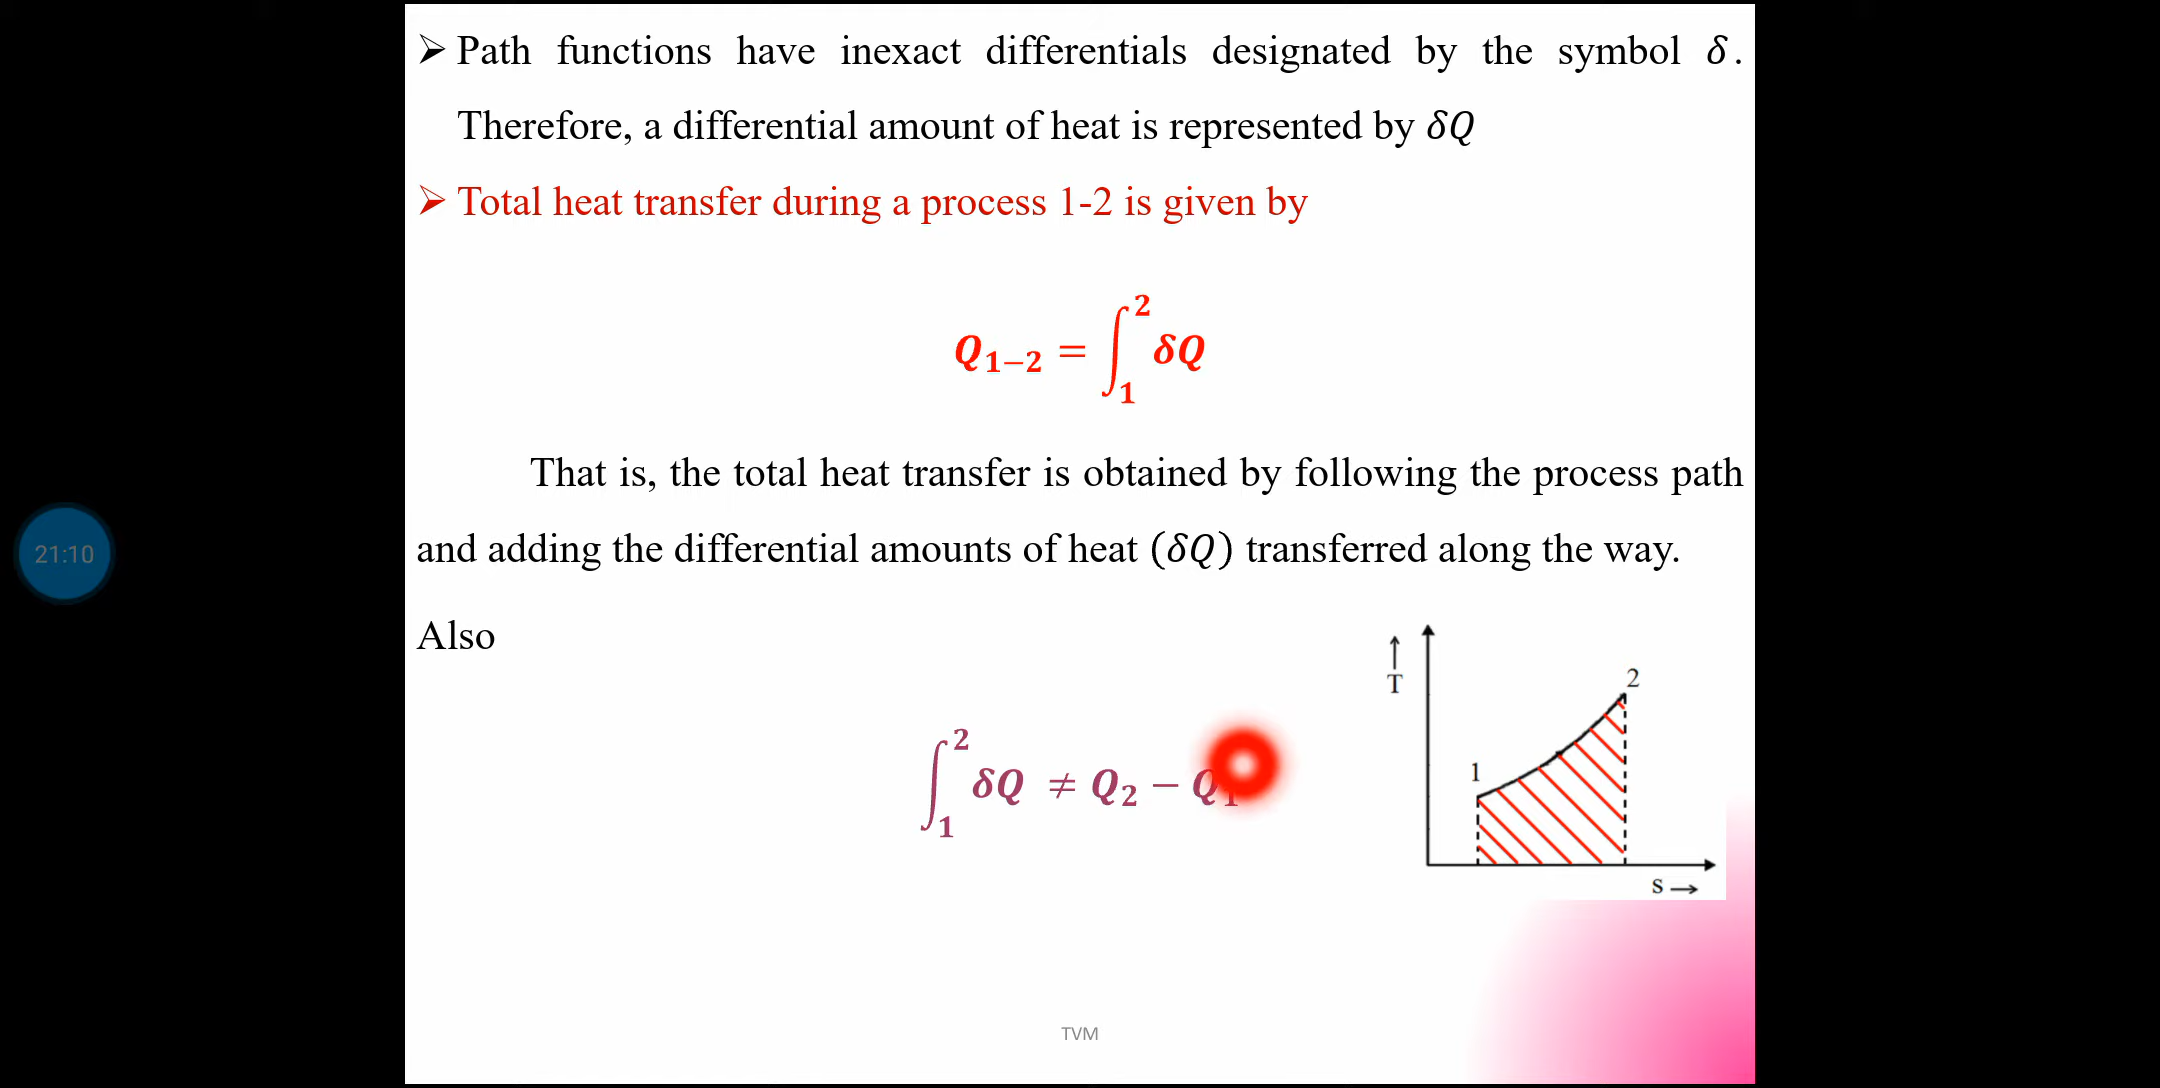 ➢ Path functions have inexact differentials designated by the symbol δ.
Therefore, a differential amount of heat is represented by δQ
➢ Total heat transfer during a process 1-2 is given by
Q₁₋₂ = ∫₁² δQ
That is, the total heat transfer is obtained by following the process path
and adding the differential amounts of heat (δQ) transferred along the way.
Also
∫₁² δQ ≠ Q₂ − Q₁
↑
T
2
1
s →
21:10
TVM